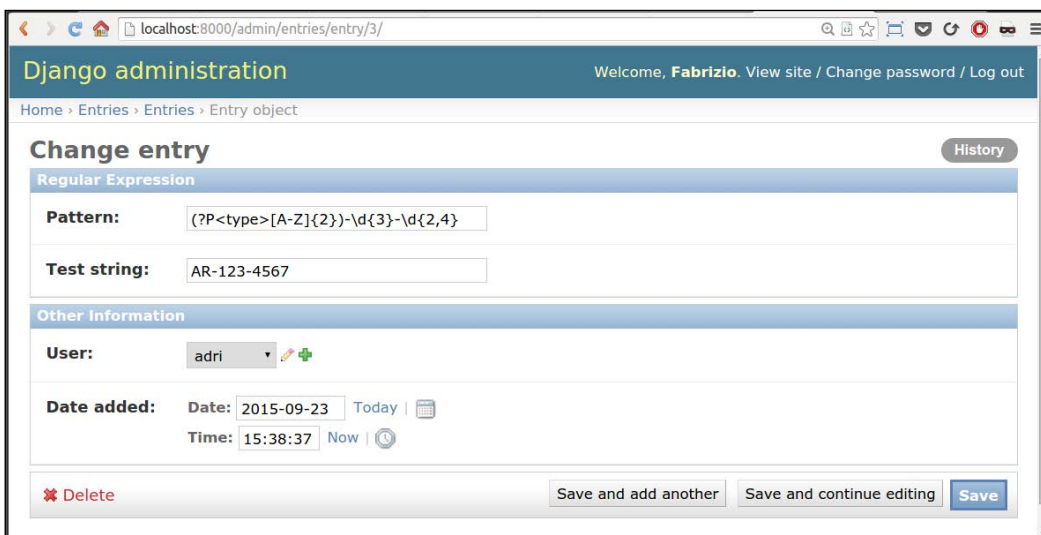 localhost:8000/admin/entries/entry/3/
Django administration
Welcome, Fabrizio. View site / Change password / Log out
Home › Entries › Entries › Entry object
Change entry
History
Regular Expression
Pattern: (?P<type>[A-Z]{2})-\d{3}-\d{2,4}
Test string: AR-123-4567
Other Information
User: adri
Date added: Date: 2015-09-23 Today |
Time: 15:38:37 Now |
Delete
Save and add another Save and continue editing Save